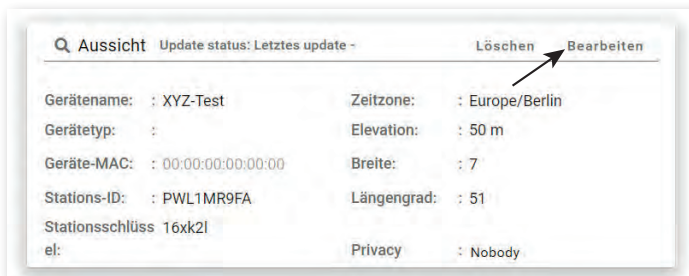 Aussicht Update status: Letztes update - Löschen Bearbeiten
Gerätename: : XYZ-Test Zeitzone: : Europe/Berlin
Gerätetyp: : Elevation: : 50 m
Geräte-MAC: : 00:00:00:00:00:00 Breite: : 7
Stations-ID: : PWL1MR9FA Längengrad: : 51
Stationsschlüss 16xk2l
el: Privacy : Nobody